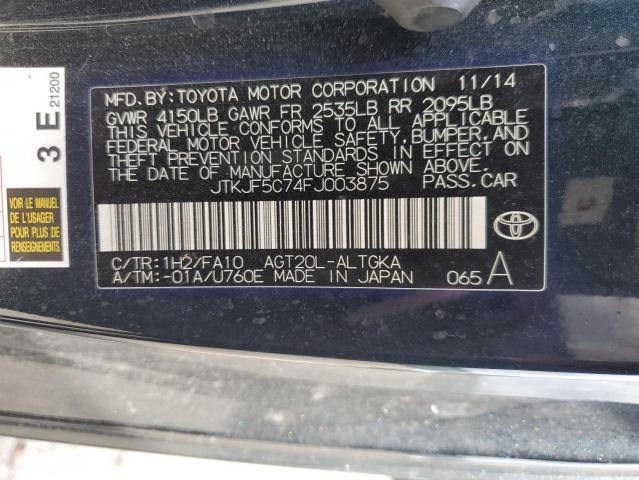 MFD.BY:TOYOTA MOTOR CORPORATION 11/14
GVWR 4150LB GAWR FR 2535LB RR 2095LB
THIS VEHICLE CONFORMS TO ALL APPLICABLE
FEDERAL MOTOR VEHICLE SAFETY, BUMPER, AND
THEFT PREVENTION STANDARDS IN EFFECT ON
THE DATE OF MANUFACTURE SHOWN ABOVE.
JTKJF5C74FJ003875 PASS.CAR
C/TR:1H2/FA10 AGT20L-ALTGKA
A/TM:-01A/U760E MADE IN JAPAN 065A
3 E 21200
VOIR LE MANUEL
DE L'USAGER
POUR PLUS DE
RENSEIGNEMENTS.